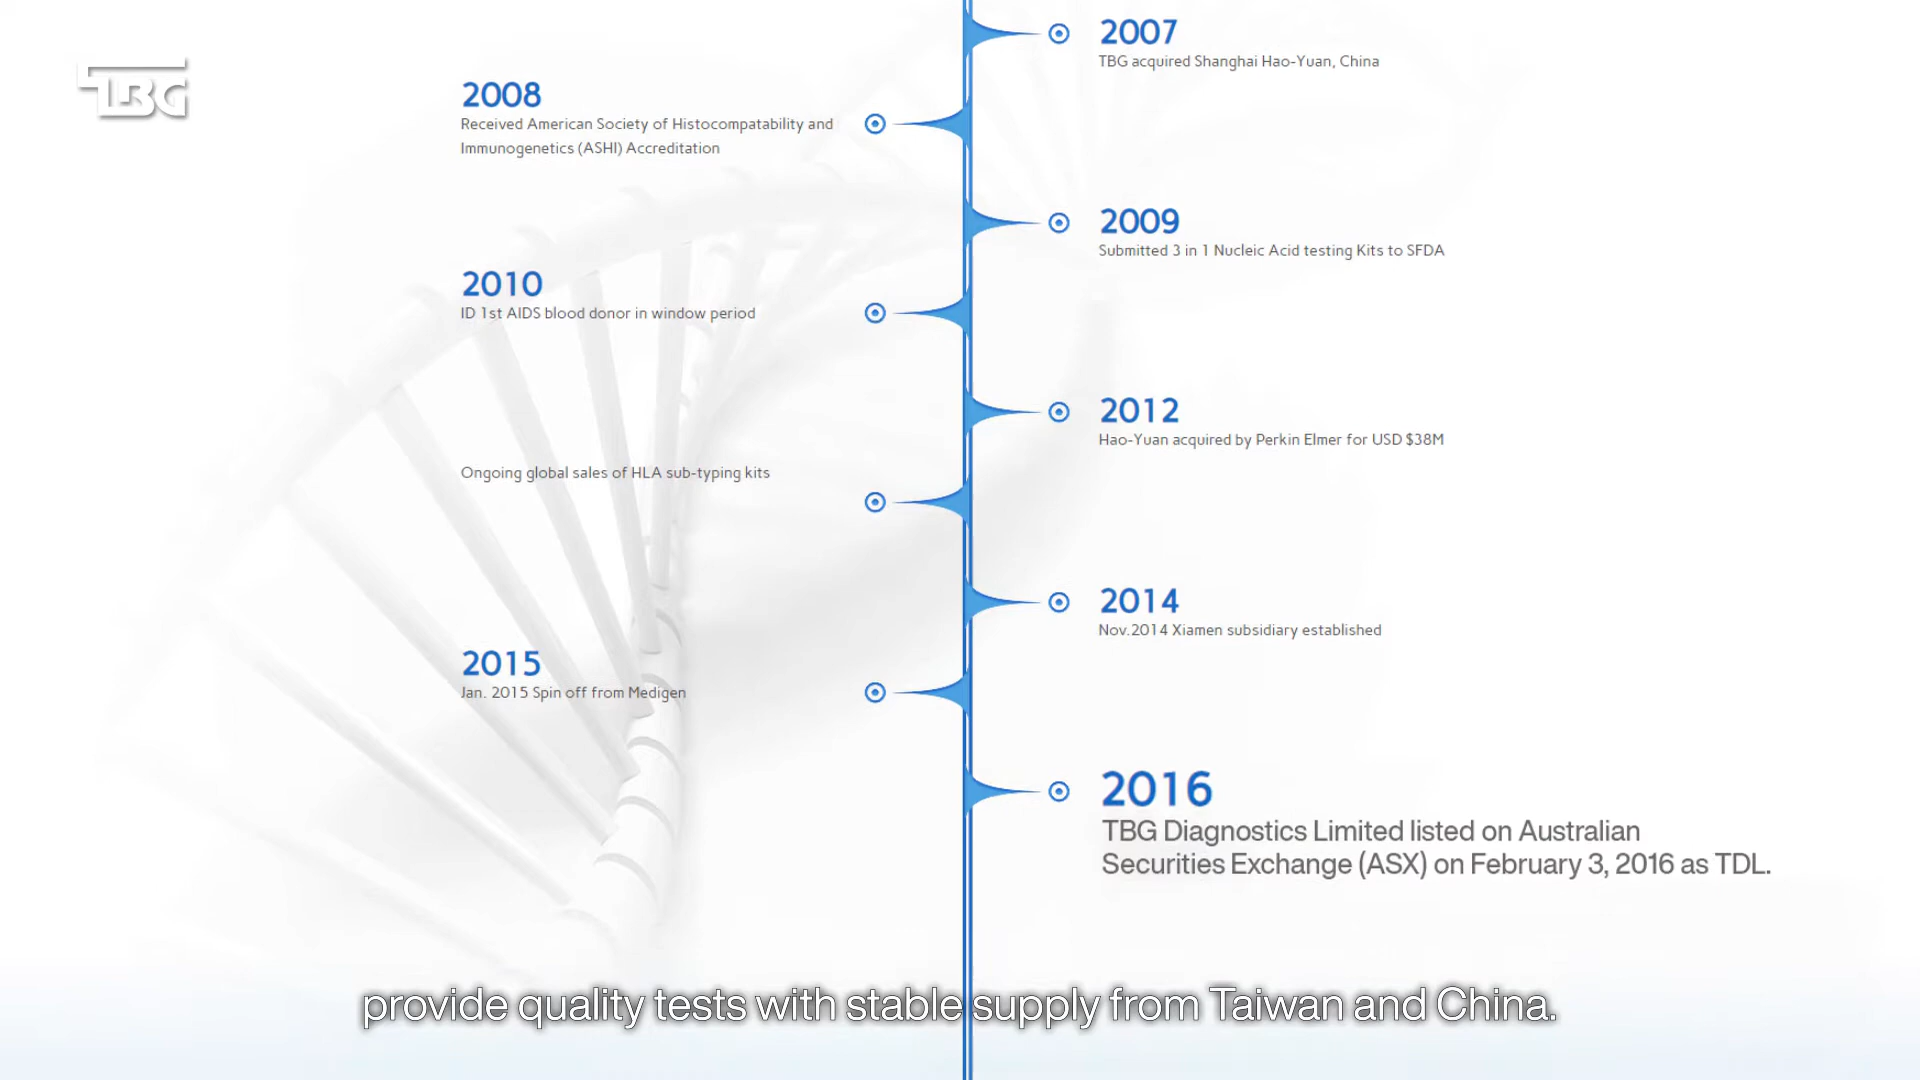 TBG
2007
TBG acquired Shanghai Hao-Yuan, China
2008
Received American Society of Histocompatability and
Immunogenetics (ASHI) Accreditation
2009
Submitted 3 in 1 Nucleic Acid testing Kits to SFDA
2010
ID 1st AIDS blood donor in window period
2012
Hao-Yuan acquired by Perkin Elmer for USD $38M
Ongoing global sales of HLA sub-typing kits
2014
Nov.2014 Xiamen subsidiary established
2015
Jan. 2015 Spin off from Medigen
2016
TBG Diagnostics Limited listed on Australian
Securities Exchange (ASX) on February 3, 2016 as TDL.
provide quality tests with stable supply from Taiwan and China.